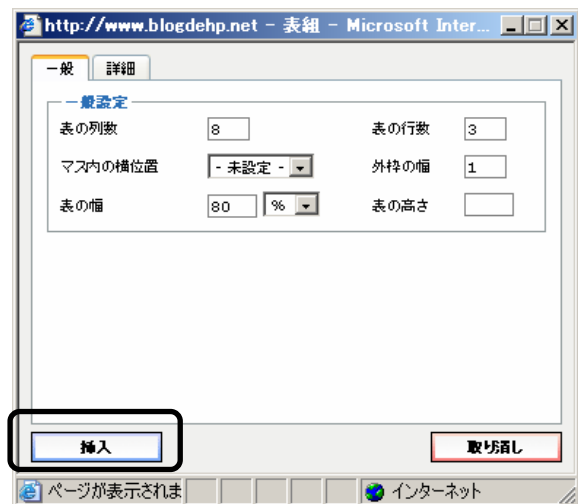 http://www.blogdehp.net - 表組 - Microsoft Inter...
一般 詳細
一般設定
表の列数 8 表の行数 3
マス内の横位置 - 未設定 - 外枠の幅 1
表の幅 80 % 表の高さ
挿入 取り消し
ページが表示されま インターネット